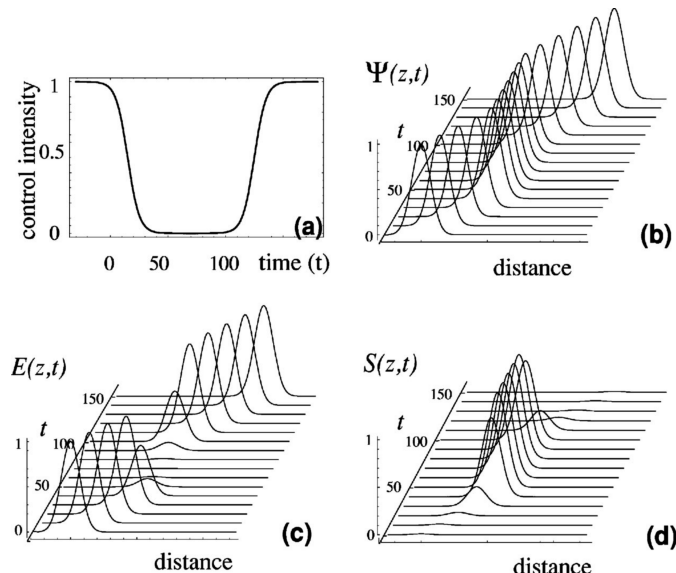 control intensity
1
0.5
0
0
50
100
time (t)
(a)
Ψ(z,t)
150
t
100
50
1
0
distance
(b)
E(z,t)
150
t
100
50
1
0
distance
(c)
S(z,t)
150
t
100
50
1
0
distance
(d)